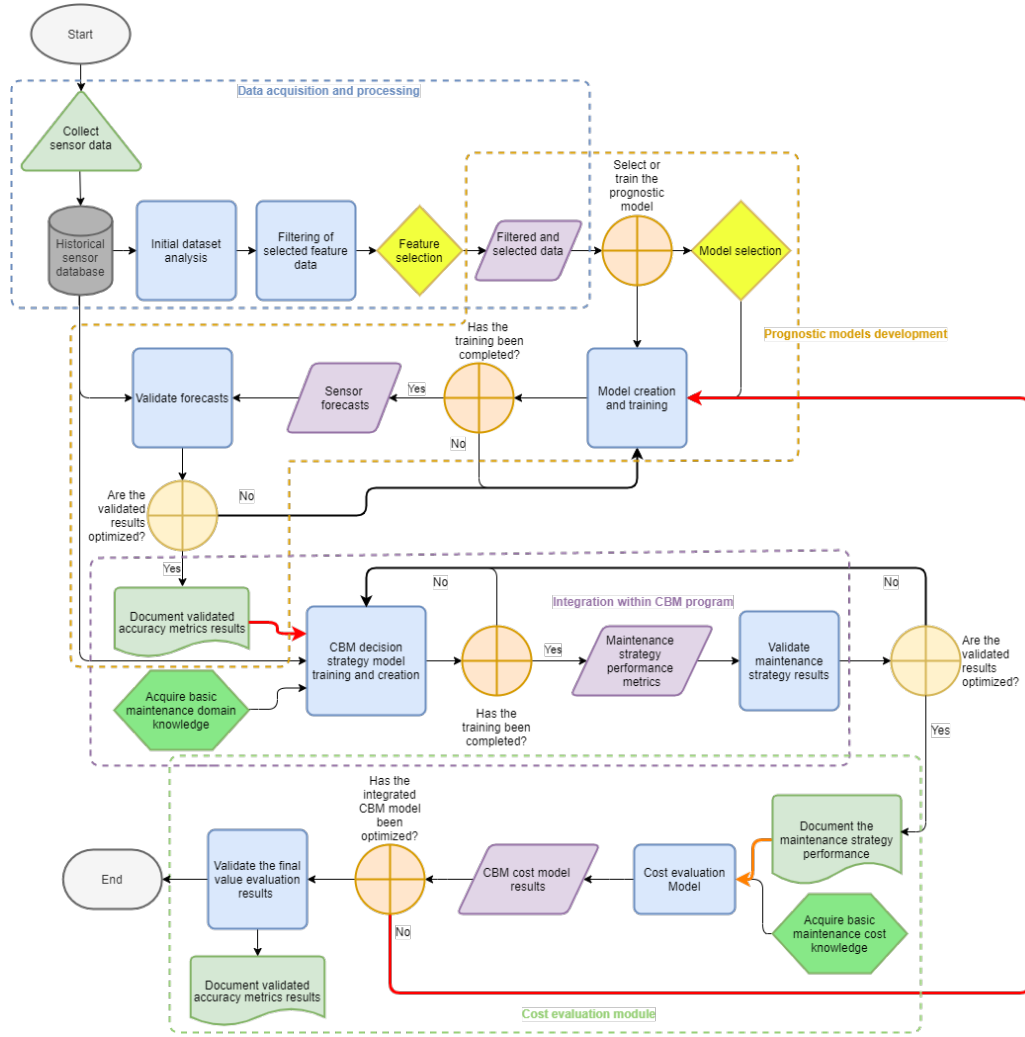 Start
Data acquisition and processing
Collect
sensor data
Select or
train the
prognostic
model
Historical
sensor
database
Initial dataset
analysis
Filtering of
selected feature
data
Feature
selection
Filtered and
selected data
Model selection
Prognostic models development
Has the
training been
completed?
Validate forecasts
Sensor
forecasts
Yes
Model creation
and training
No
Are the
validated
results
optimized?
No
Yes
Document validated
accuracy metrics results
No
No
Integration within CBM program
CBM decision
strategy model
training and creation
Yes
Maintenance
strategy
performance
metrics
Validate
maintenance
strategy results
Are the
validated
results
optimized?
Acquire basic
maintenance domain
knowledge
Has the
training been
completed?
Yes
Has the
integrated
CBM model
been
optimized?
Document the
maintenance strategy
performance
End
Validate the final
value evaluation
results
CBM cost model
results
Cost evaluation
Model
Acquire basic
maintenance cost
knowledge
No
Document validated
accuracy metrics results
Cost evaluation module